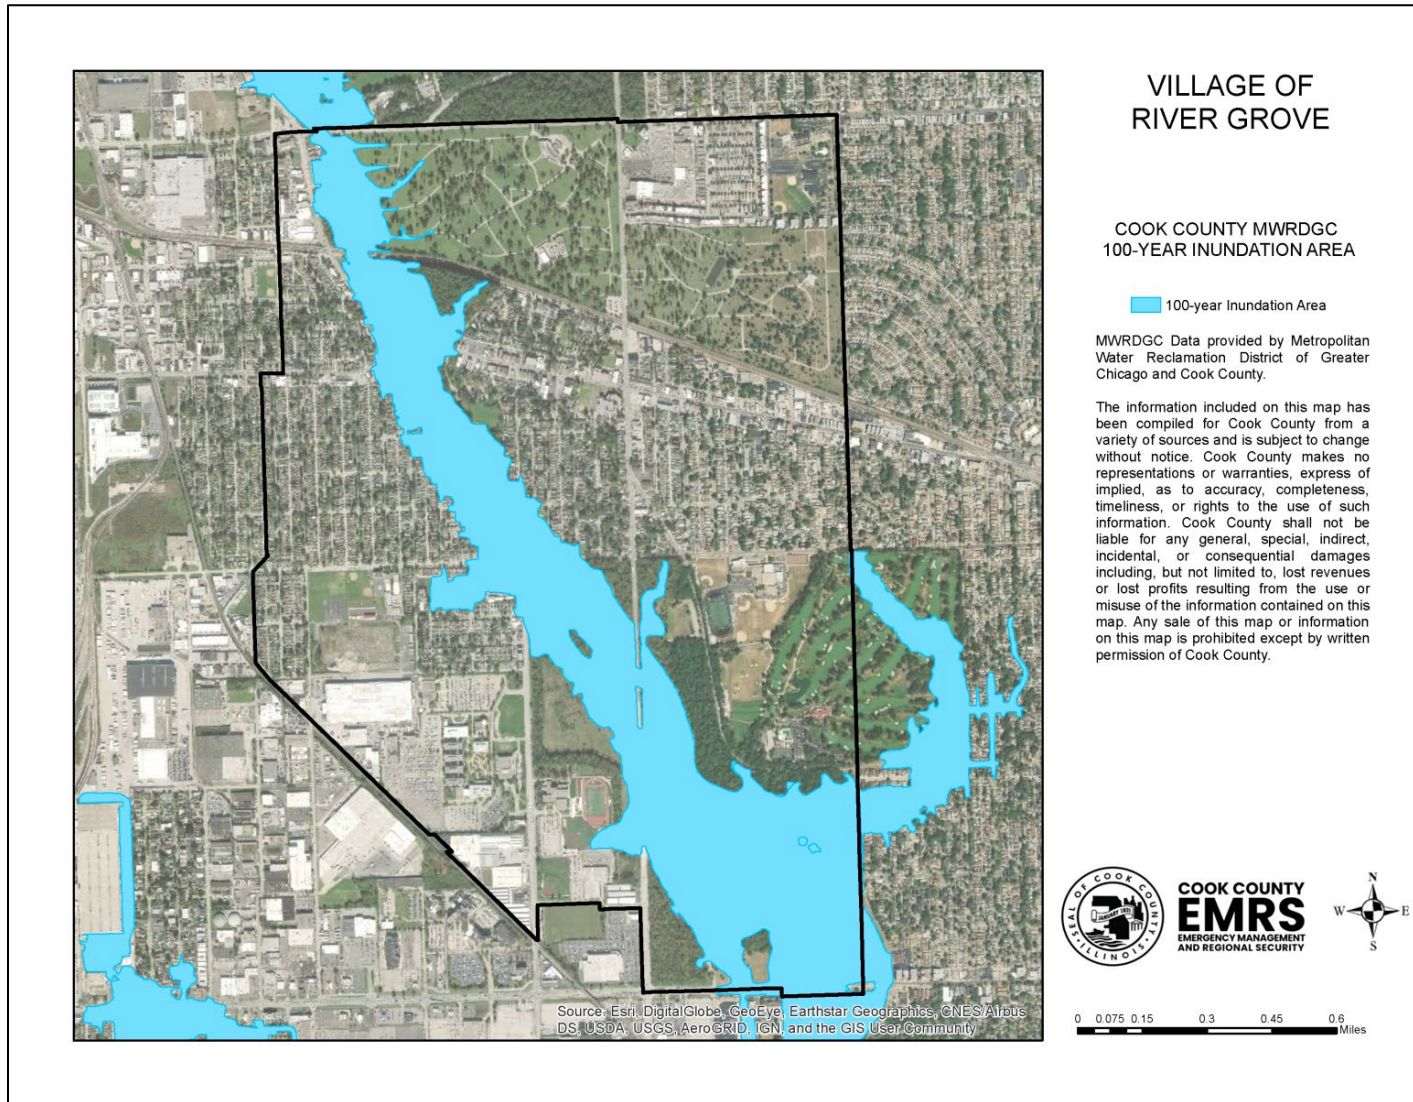 VILLAGE OF
RIVER GROVE
COOK COUNTY MWRDGC
100-YEAR INUNDATION AREA
100-year Inundation Area
MWRDGC Data provided by Metropolitan
Water Reclamation District of Greater
Chicago and Cook County.
The information included on this map has
been compiled for Cook County from a
variety of sources and is subject to change
without notice. Cook County makes no
representations or warranties, express of
implied, as to accuracy, completeness,
timeliness, or rights to the use of such
information. Cook County shall not be
liable for any general, special, indirect,
incidental, or consequential damages
including, but not limited to, lost revenues
or lost profits resulting from the use or
misuse of the information contained on this
map. Any sale of this map or information
on this map is prohibited except by written
permission of Cook County.
SEAL OF COOK COUNTY
JANUARY 1831
ILLINOIS
COOK COUNTY
EMRS
EMERGENCY MANAGEMENT
AND REGIONAL SECURITY
N
W E
S
Source: Esri, DigitalGlobe, GeoEye, Earthstar Geographics, CNES/Airbus
DS, USDA, USGS, AeroGRID, IGN, and the GIS User Community
0 0.075 0.15 0.3 0.45 0.6
Miles